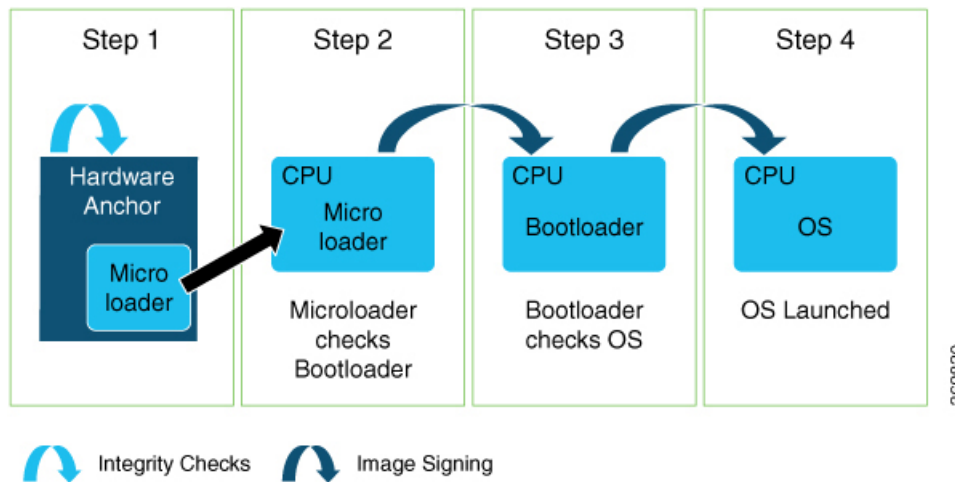 Step 1
Hardware
Anchor
Micro
loader
Step 2
CPU
Micro
loader
Microloader
checks
Bootloader
Step 3
CPU
Bootloader
Bootloader
checks OS
Step 4
CPU
OS
OS Launched
Integrity Checks
Image Signing